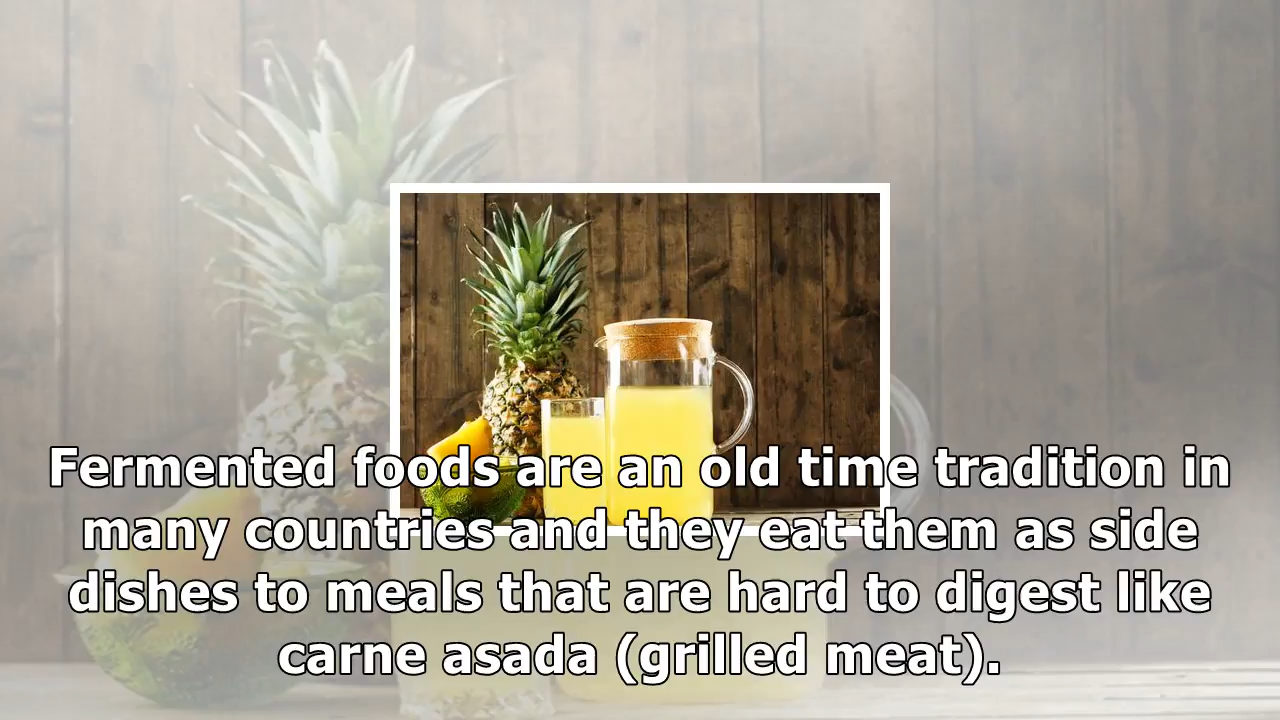 Fermented foods are an old time tradition in
many countries and they eat them as side
dishes to meals that are hard to digest like
carne asada (grilled meat).